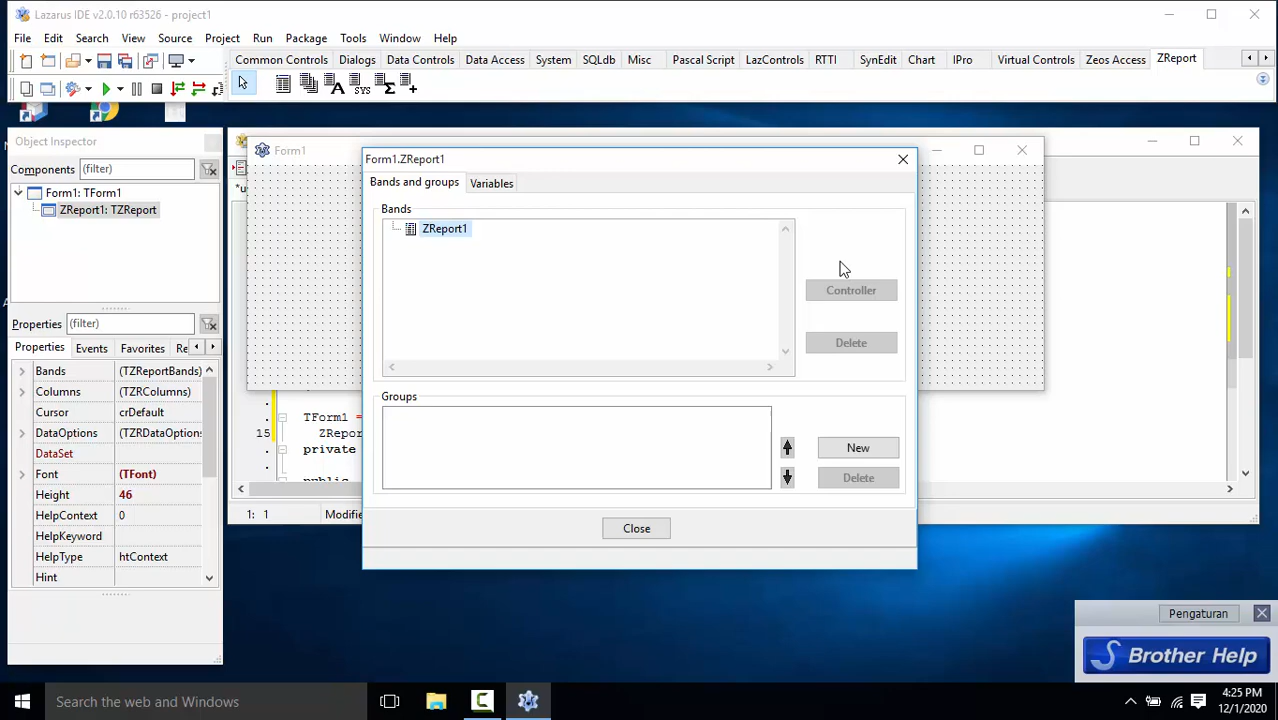 Lazarus IDE v2.0.10 r63526 - project1
File Edit Search View Source Project Run Package Tools Window Help
Common Controls Dialogs Data Controls Data Access System SQLdb Misc Pascal Script LazControls RTTI SynEdit Chart IPro Virtual Controls Zeos Access ZReport
SYS
Object Inspector
Components (filter)
Form1: TForm1
ZReport1: TZReport
Properties (filter)
Properties Events Favorites Re
Bands (TZReportBands)
Columns (TZRColumns)
Cursor crDefault
DataOptions (TZRDataOptions
DataSet
Font (TFont)
Height 46
HelpContext 0
HelpKeyword
HelpType htContext
Hint
Form1
TForm1 =
15 ZRepor
private
public
1: 1 Modifie
Form1.ZReport1
Bands and groups Variables
Bands
ZReport1
Controller
Delete
Groups
New
Delete
Close
Pengaturan
Brother Help
Search the web and Windows
4:25 PM
12/1/2020